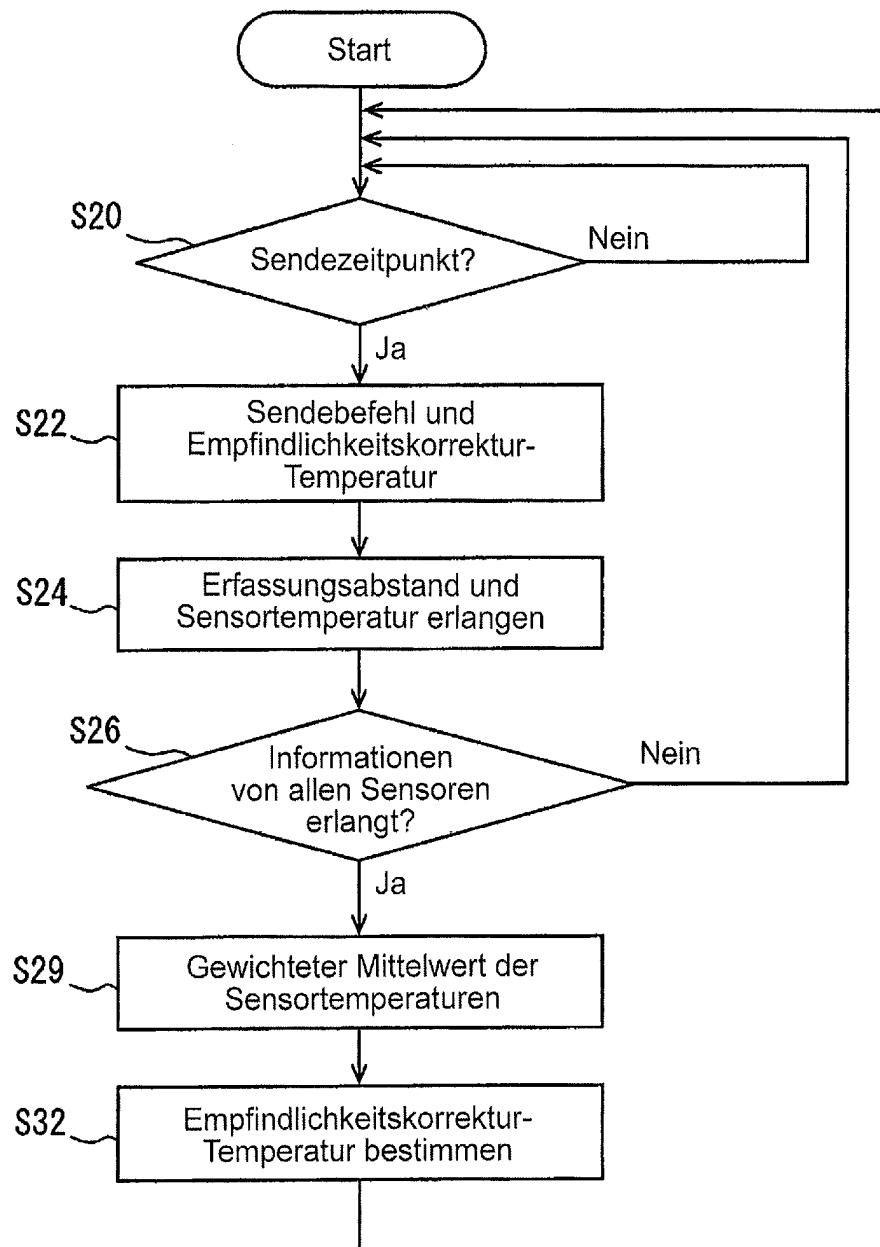 Start
S20
Sendezeitpunkt?
Nein
Ja
S22
Sendebefehl und
Empfindlichkeitskorrektur-
Temperatur
S24
Erfassungsabstand und
Sensortemperatur erlangen
S26
Informationen
von allen Sensoren
erlangt?
Nein
Ja
S29
Gewichteter Mittelwert der
Sensortemperaturen
S32
Empfindlichkeitskorrektur-
Temperatur bestimmen